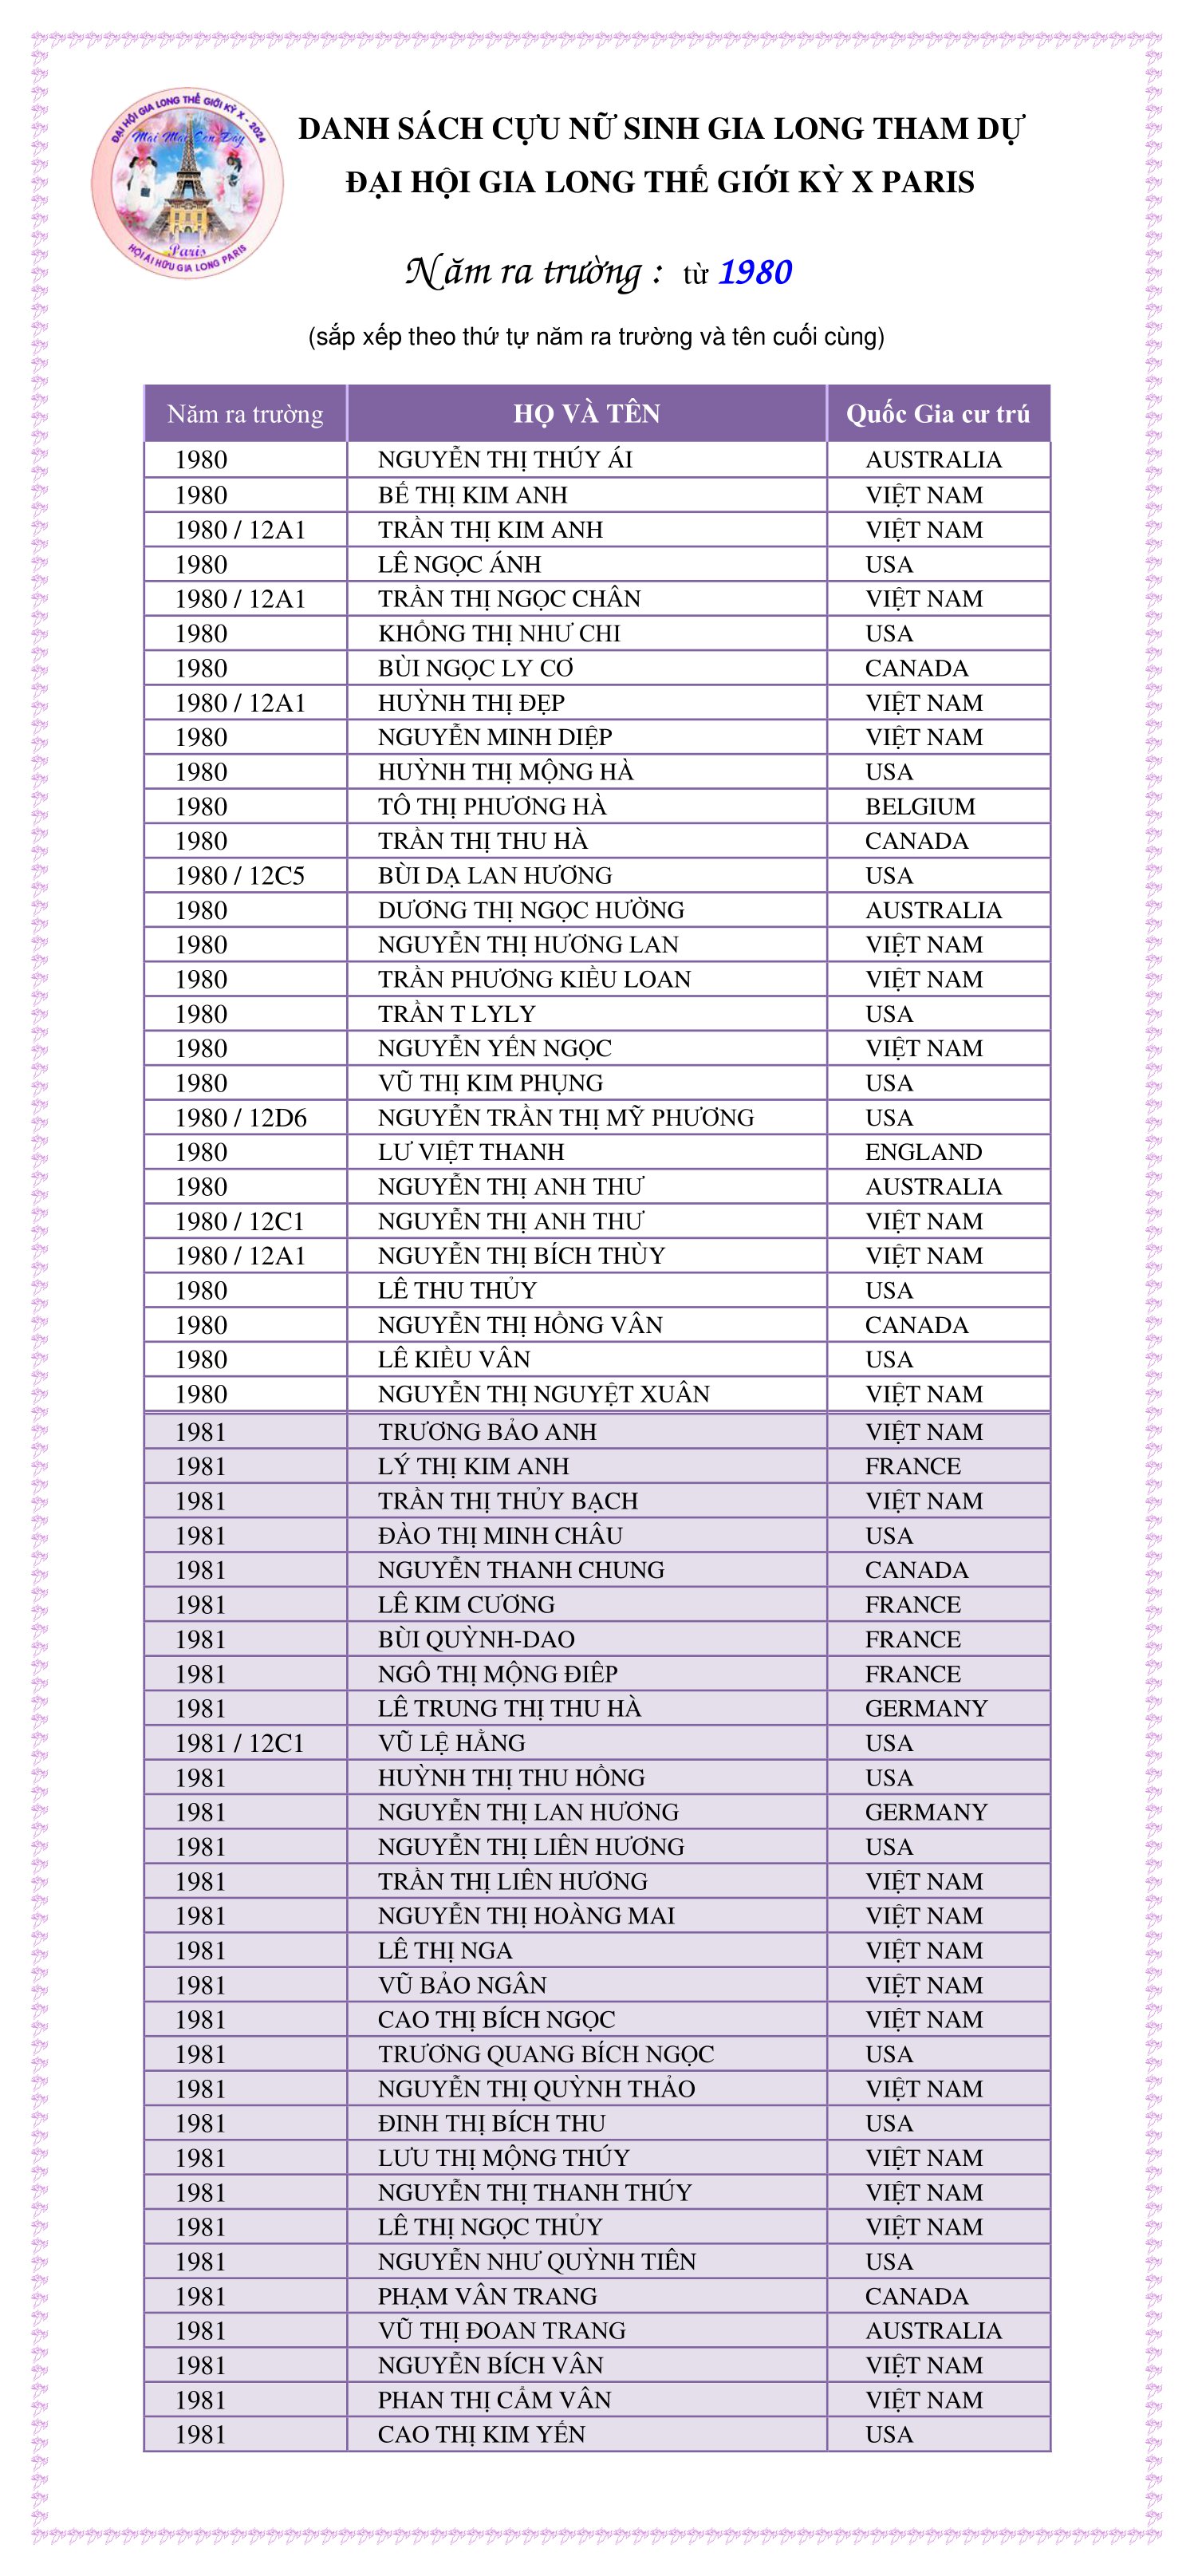 ĐẠI HỘI GIA LONG THẾ GIỚI KỲ X - 2024
Mãi Mãi Còn Đây
Paris
HỘI ÁI HỮU GIA LONG PARIS
DANH SÁCH CỰU NỮ SINH GIA LONG THAM DỰ
ĐẠI HỘI GIA LONG THẾ GIỚI KỲ X PARIS
Năm ra trường : từ 1980
(sắp xếp theo thứ tự năm ra trường và tên cuối cùng)
Năm ra trường HỌ VÀ TÊN Quốc Gia cư trú
1980 NGUYỄN THỊ THÚY ÁI AUSTRALIA
1980 BẾ THỊ KIM ANH VIỆT NAM
1980 / 12A1 TRẦN THỊ KIM ANH VIỆT NAM
1980 LÊ NGỌC ÁNH USA
1980 / 12A1 TRẦN THỊ NGỌC CHÂN VIỆT NAM
1980 KHỔNG THỊ NHƯ CHI USA
1980 BÙI NGỌC LY CƠ CANADA
1980 / 12A1 HUỲNH THỊ ĐẸP VIỆT NAM
1980 NGUYỄN MINH DIỆP VIỆT NAM
1980 HUỲNH THỊ MỘNG HÀ USA
1980 TÔ THỊ PHƯƠNG HÀ BELGIUM
1980 TRẦN THỊ THU HÀ CANADA
1980 / 12C5 BÙI DẠ LAN HƯƠNG USA
1980 DƯƠNG THỊ NGỌC HƯỜNG AUSTRALIA
1980 NGUYỄN THỊ HƯƠNG LAN VIỆT NAM
1980 TRẦN PHƯƠNG KIỀU LOAN VIỆT NAM
1980 TRẦN T LYLY USA
1980 NGUYỄN YẾN NGỌC VIỆT NAM
1980 VŨ THỊ KIM PHỤNG USA
1980 / 12D6 NGUYỄN TRẦN THỊ MỸ PHƯƠNG USA
1980 LƯ VIỆT THANH ENGLAND
1980 NGUYỄN THỊ ANH THƯ AUSTRALIA
1980 / 12C1 NGUYỄN THỊ ANH THƯ VIỆT NAM
1980 / 12A1 NGUYỄN THỊ BÍCH THÙY VIỆT NAM
1980 LÊ THU THỦY USA
1980 NGUYỄN THỊ HỒNG VÂN CANADA
1980 LÊ KIỀU VÂN USA
1980 NGUYỄN THỊ NGUYỆT XUÂN VIỆT NAM
1981 TRƯƠNG BẢO ANH VIỆT NAM
1981 LÝ THỊ KIM ANH FRANCE
1981 TRẦN THỊ THỦY BẠCH VIỆT NAM
1981 ĐÀO THỊ MINH CHÂU USA
1981 NGUYỄN THANH CHUNG CANADA
1981 LÊ KIM CƯƠNG FRANCE
1981 BÙI QUỲNH-DAO FRANCE
1981 NGÔ THỊ MỘNG ĐIÊP FRANCE
1981 LÊ TRUNG THỊ THU HÀ GERMANY
1981 / 12C1 VŨ LỆ HẰNG USA
1981 HUỲNH THỊ THU HỒNG USA
1981 NGUYỄN THỊ LAN HƯƠNG GERMANY
1981 NGUYỄN THỊ LIÊN HƯƠNG USA
1981 TRẦN THỊ LIÊN HƯƠNG VIỆT NAM
1981 NGUYỄN THỊ HOÀNG MAI VIỆT NAM
1981 LÊ THỊ NGA VIỆT NAM
1981 VŨ BẢO NGÂN VIỆT NAM
1981 CAO THỊ BÍCH NGỌC VIỆT NAM
1981 TRƯƠNG QUANG BÍCH NGỌC USA
1981 NGUYỄN THỊ QUỲNH THẢO VIỆT NAM
1981 ĐINH THỊ BÍCH THU USA
1981 LƯU THỊ MỘNG THÚY VIỆT NAM
1981 NGUYỄN THỊ THANH THÚY VIỆT NAM
1981 LÊ THỊ NGỌC THỦY VIỆT NAM
1981 NGUYỄN NHƯ QUỲNH TIÊN USA
1981 PHẠM VÂN TRANG CANADA
1981 VŨ THỊ ĐOAN TRANG AUSTRALIA
1981 NGUYỄN BÍCH VÂN VIỆT NAM
1981 PHAN THỊ CẨM VÂN VIỆT NAM
1981 CAO THỊ KIM YẾN USA